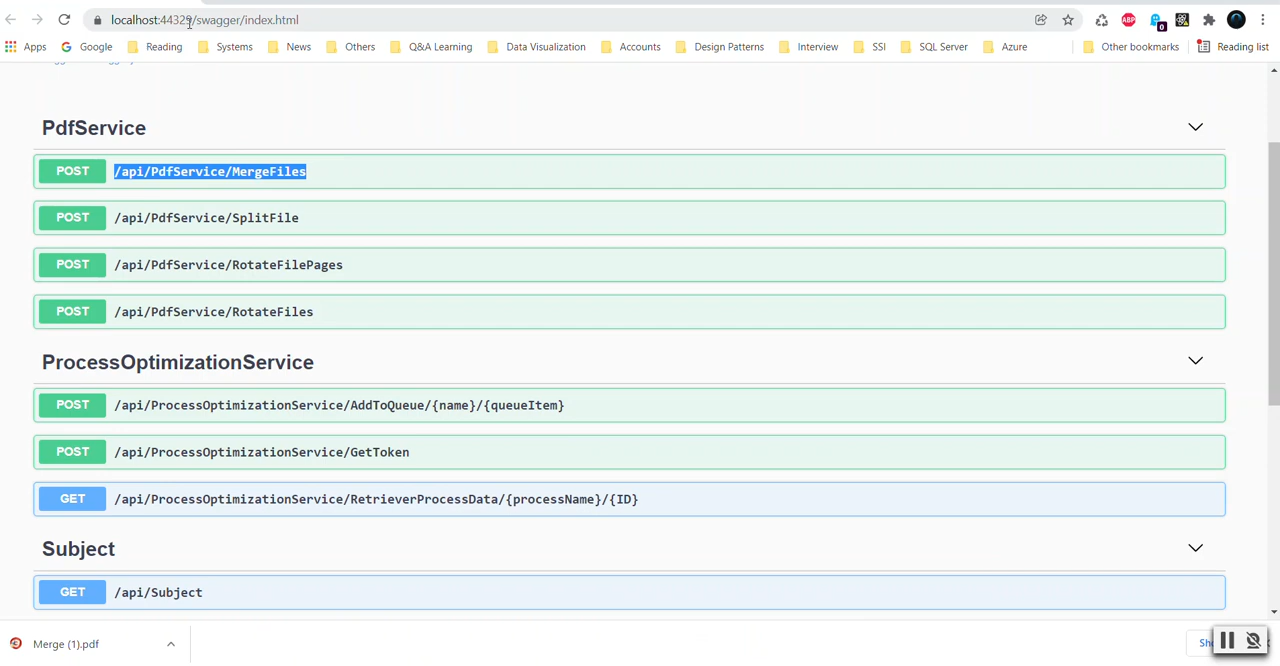 localhost:44329/swagger/index.html
ABP
0
Apps Google Reading Systems News Others Q&A Learning Data Visualization Accounts Design Patterns Interview SSI SQL Server Azure Other bookmarks Reading list
PdfService
POST /api/PdfService/MergeFiles
POST /api/PdfService/SplitFile
POST /api/PdfService/RotateFilePages
POST /api/PdfService/RotateFiles
ProcessOptimizationService
POST /api/ProcessOptimizationService/AddToQueue/{name}/{queueItem}
POST /api/ProcessOptimizationService/GetToken
GET /api/ProcessOptimizationService/RetrieverProcessData/{processName}/{ID}
Subject
GET /api/Subject
Merge (1).pdf